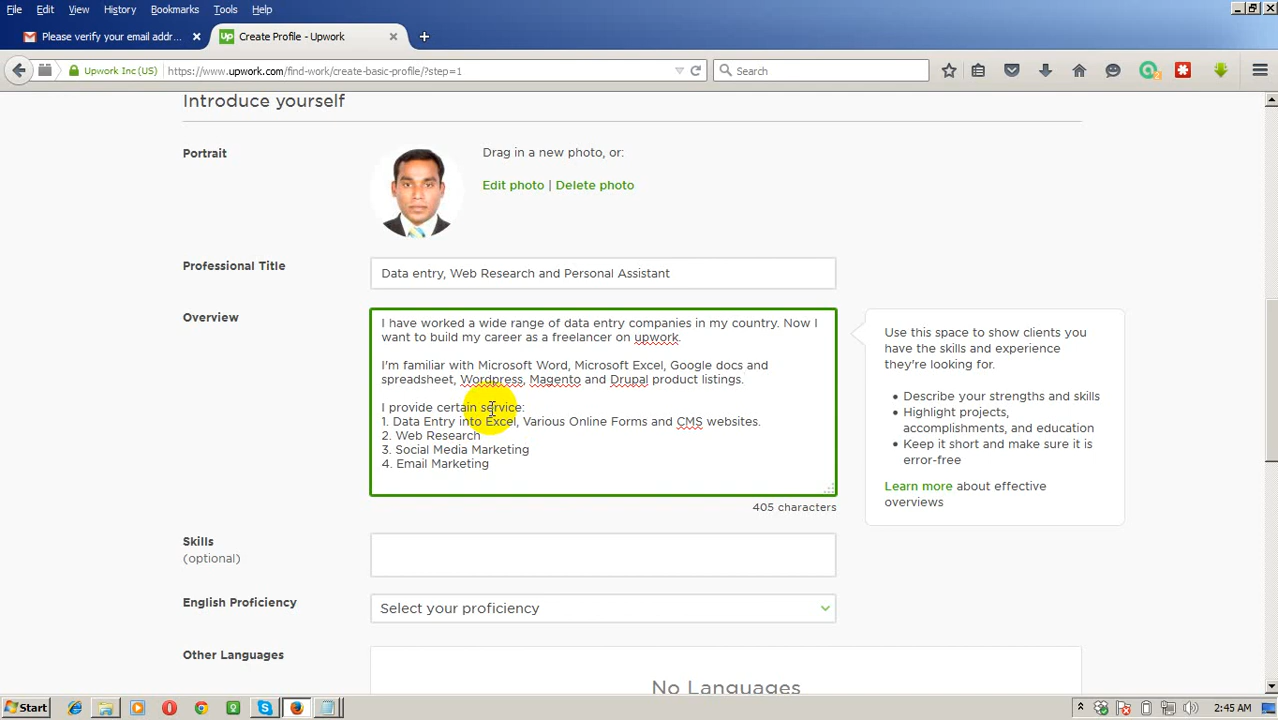 File Edit View History Bookmarks Tools Help
Please verify your email addr...
Up Create Profile - Upwork
Upwork Inc (US) https://www.upwork.com/find-work/create-basic-profile/?step=1 Search
Introduce yourself
Portrait
Drag in a new photo, or:
Edit photo | Delete photo
Professional Title
Data entry, Web Research and Personal Assistant
Overview
I have worked a wide range of data entry companies in my country. Now I
want to build my career as a freelancer on upwork.
I'm familiar with Microsoft Word, Microsoft Excel, Google docs and
spreadsheet, Wordpress, Magento and Drupal product listings.
I provide certain service:
1. Data Entry into Excel, Various Online Forms and CMS websites.
2. Web Research
3. Social Media Marketing
4. Email Marketing
405 characters
Use this space to show clients you
have the skills and experience
they're looking for.
Describe your strengths and skills
Highlight projects,
accomplishments, and education
Keep it short and make sure it is
error-free
Learn more about effective
overviews
Skills
(optional)
English Proficiency
Select your proficiency
Other Languages
No Languages
Start
2:45 AM